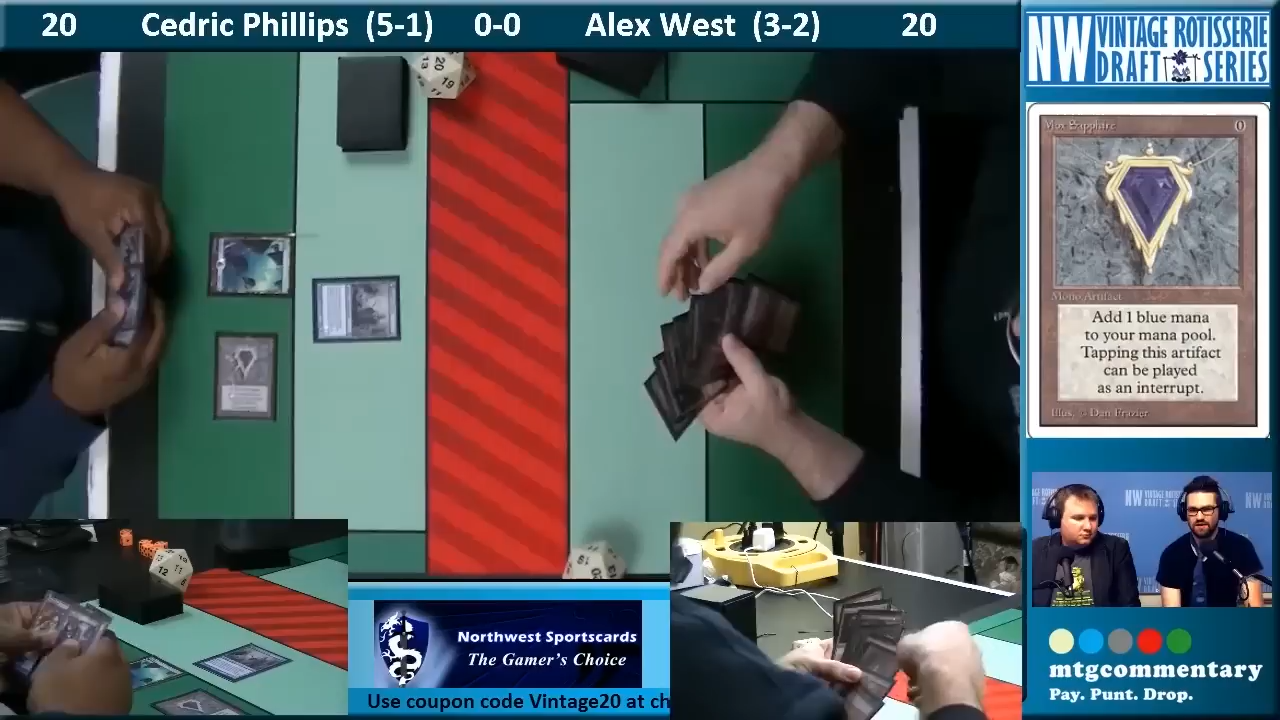 20 Cedric Phillips (5-1) 0-0 Alex West (3-2) 20
NW VINTAGE ROTISSERIE
DRAFT SERIES
Mox Sapphire 0
Mono Artifact
Add 1 blue mana
to your mana pool.
Tapping this artifact
can be played
as an interrupt.
Illus. © Dan Frazier
Northwest Sportscards
The Gamer's Choice
Use coupon code Vintage20 at ch
mtgcommentary
Pay. Punt. Drop.
20
19
12